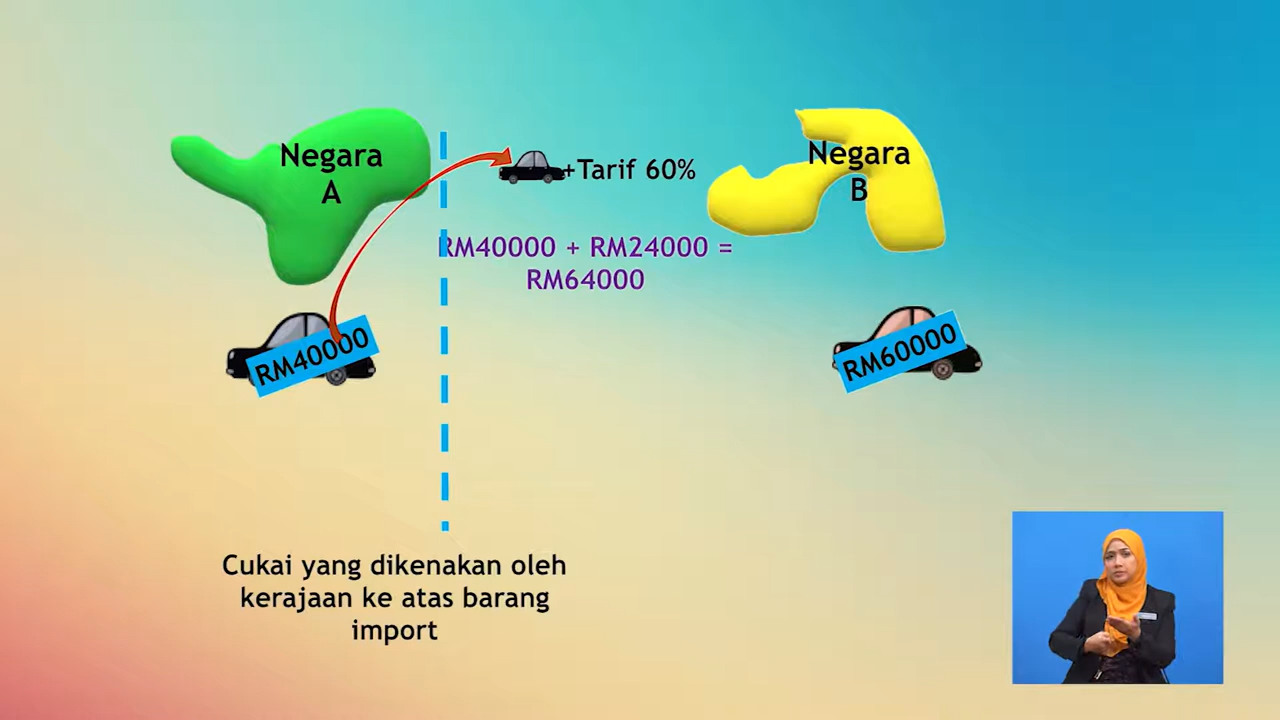 Negara
A
+Tarif 60%
Negara
B
RM40000 + RM24000 =
RM64000
RM40000
RM60000
Cukai yang dikenakan oleh
kerajaan ke atas barang
import